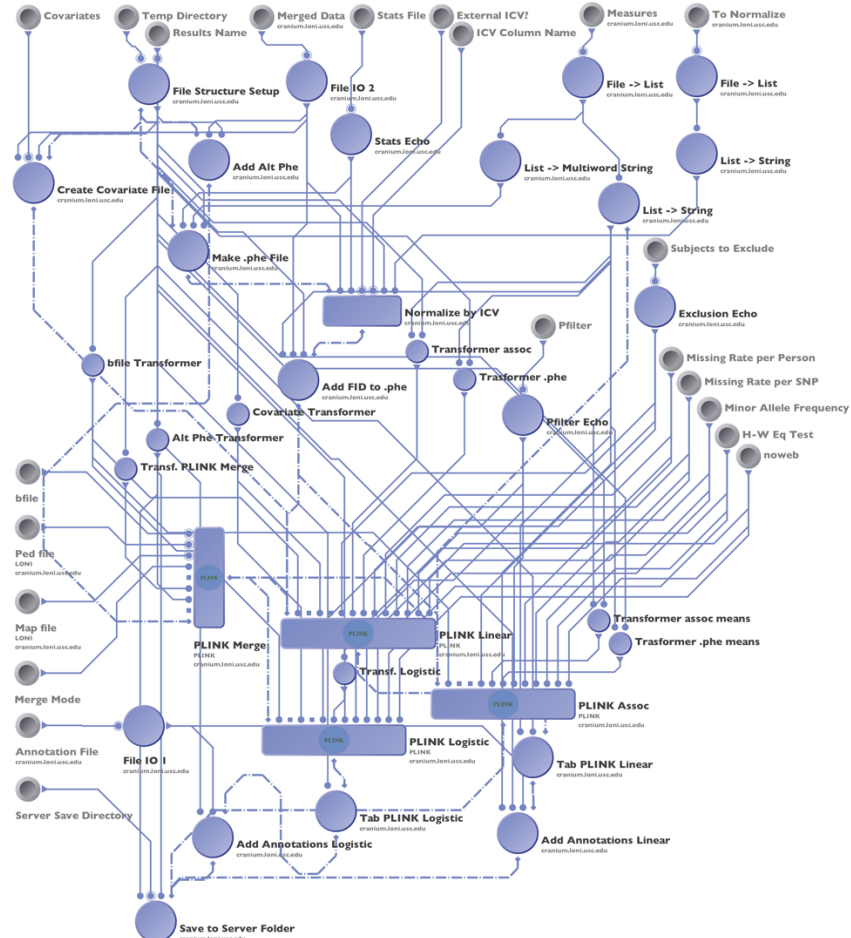 Covariates
Temp Directory
Results Name
Merged Data
Stats File
External ICV?
ICV Column Name
Measures
cranium.loni.usc.edu
To Normalize
cranium.loni.usc.edu
File Structure Setup
cranium.loni.usc.edu
File IO 2
cranium.loni.usc.edu
File -> List
cranium.loni.usc.edu
File -> List
cranium.loni.usc.edu
Stats Echo
cranium.loni.usc.edu
Add Alt Phe
cranium.loni.usc.edu
List -> Multiword String
cranium.loni.usc.edu
List -> String
cranium.loni.usc.edu
Create Covariate File
cranium.loni.usc.edu
List -> String
cranium.loni.usc.edu
Make .phe File
cranium.loni.usc.edu
Subjects to Exclude
Normalize by ICV
cranium.loni.usc.edu
Exclusion Echo
cranium.loni.usc.edu
Pfilter
Transformer assoc
bfile Transformer
Missing Rate per Person
Trasformer .phe
Add FID to .phe
cranium.loni.usc.edu
Missing Rate per SNP
Covariate Transformer
Minor Allele Frequency
Pfilter Echo
cranium.loni.usc.edu
Alt Phe Transformer
H-W Eq Test
noweb
Transf. PLINK Merge
bfile
Ped file
LONI
cranium.loni.usc.edu
PLINK
Map file
LONI
cranium.loni.usc.edu
Transformer assoc means
PLINK
PLINK Linear
PLINK
cranium.loni.usc.edu
Trasformer .phe means
PLINK Merge
PLINK
cranium.loni.usc.edu
Transf. Logistic
Merge Mode
PLINK
PLINK Assoc
PLINK
cranium.loni.usc.edu
Annotation File
cranium.loni.usc.edu
File IO 1
cranium.loni.usc.edu
PLINK
PLINK Logistic
PLINK
cranium.loni.usc.edu
Tab PLINK Linear
cranium.loni.usc.edu
Server Save Directory
Tab PLINK Logistic
cranium.loni.usc.edu
Add Annotations Logistic
cranium.loni.usc.edu
Add Annotations Linear
cranium.loni.usc.edu
Save to Server Folder
cranium.loni.usc.edu